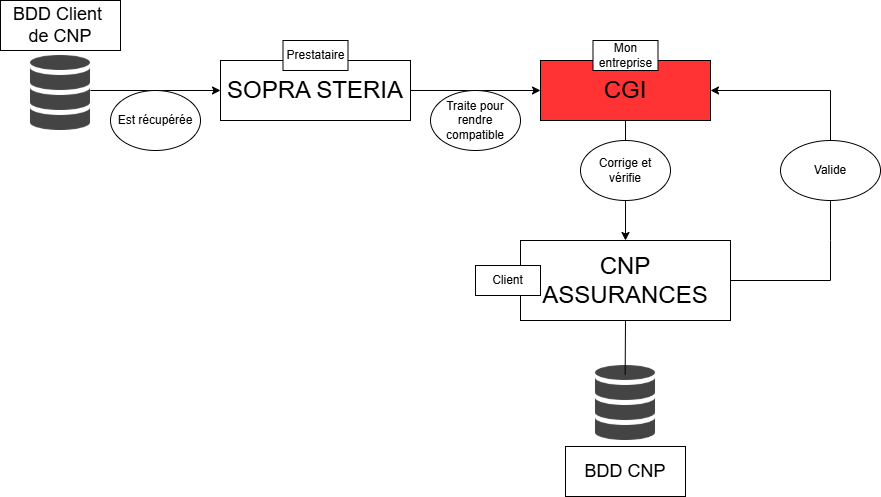 BDD Client
de CNP
Prestataire
SOPRA STERIA
Mon
entreprise
CGI
Est récupérée
Traite pour
rendre
compatible
Corrige et
vérifie
Valide
Client
CNP
ASSURANCES
BDD CNP